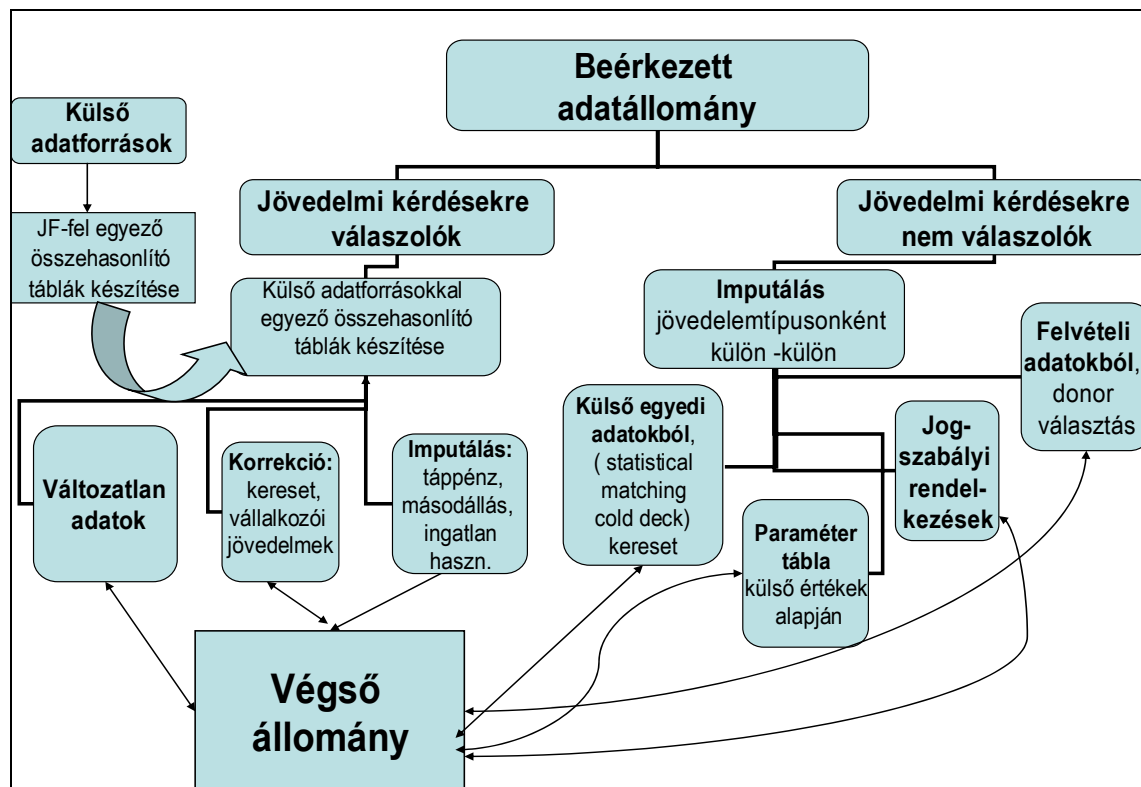 Beérkezett
adatállomány
Külső
adatforrások
Jövedelmi kérdésekre
válaszolók
Jövedelmi kérdésekre
nem válaszolók
JF-fel egyező
összehasonlító
táblák készítése
Külső adatforrásokkal
egyező összehasonlító
táblák készítése
Imputálás
jövedelemtípusonként
külön -külön
Felvételi
adatokból,
donor
választás
Változatlan
adatok
Korrekció:
kereset,
vállalkozói
jövedelmek
Imputálás:
táppénz,
másodállás,
ingatlan
haszn.
Külső egyedi
adatokból,
( statistical
matching
cold deck)
kereset
Paraméter
tábla
külső értékek
alapján
Jog-
szabályi
rendel-
kezések
Végső
állomány